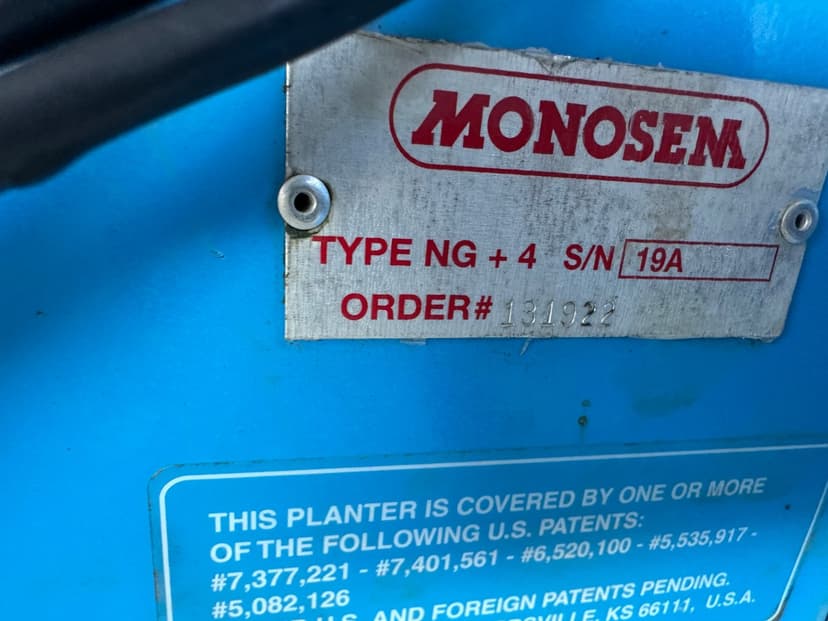 MONOSEM
TYPE NG + 4 S/N 19A
ORDER# 131922
THIS PLANTER IS COVERED BY ONE OR MORE
OF THE FOLLOWING U.S. PATENTS:
#7,377,221 - #7,401,561 - #6,520,100 - #5,535,917 -
#5,082,126
U.S. AND FOREIGN PATENTS PENDING.
KS 66111, U.S.A.